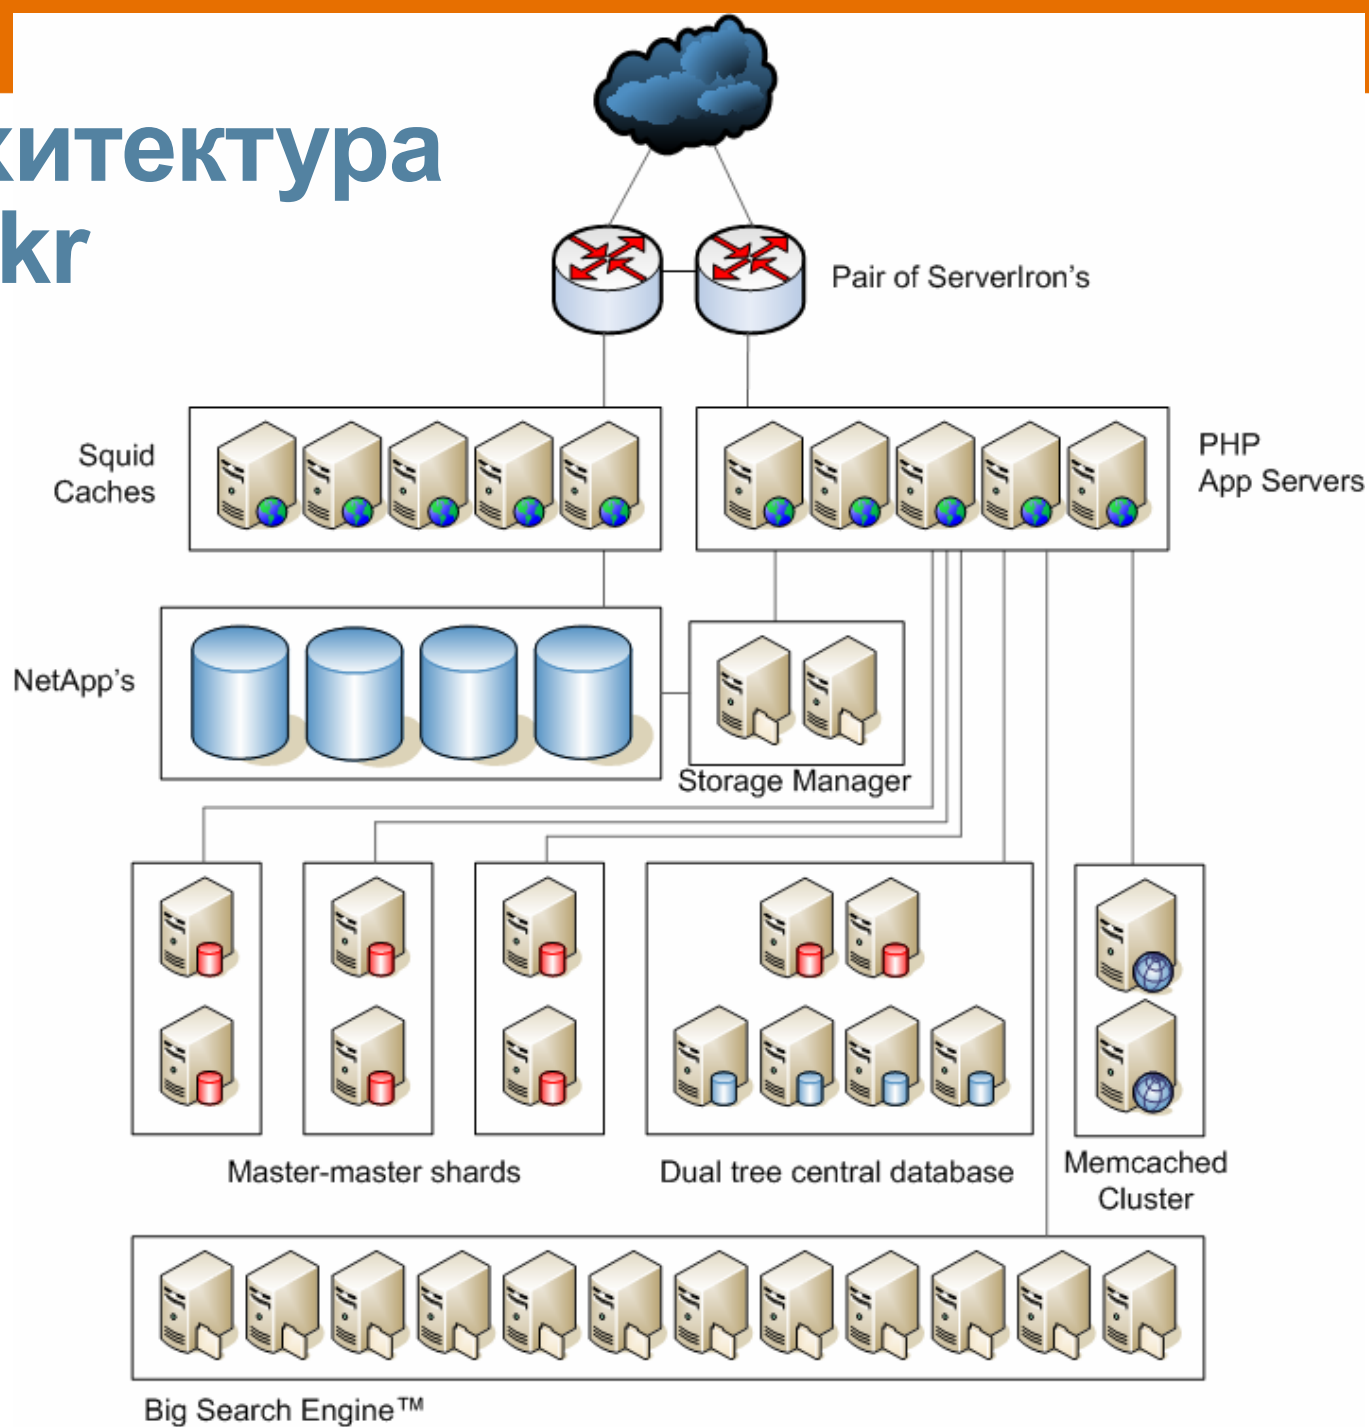 хитектура
kr
Pair of ServerIron's
Squid
Caches
PHP
App Servers
NetApp's
Storage Manager
Master-master shards
Dual tree central database
Memcached
Cluster
Big Search Engine™